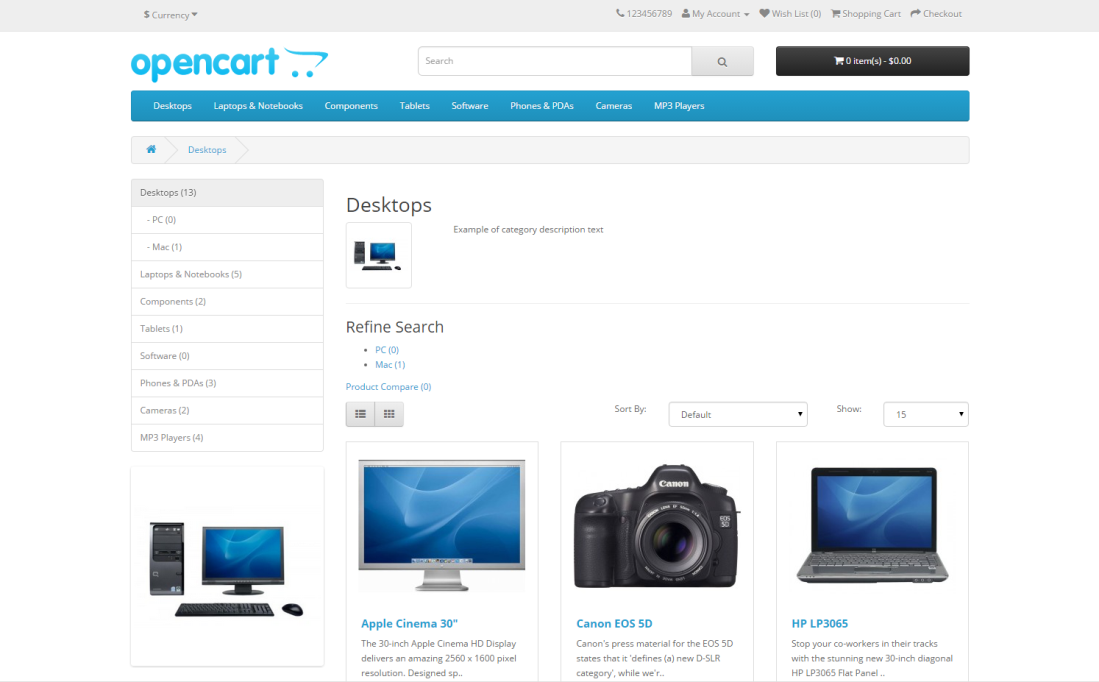 $ Currency
123456789 My Account Wish List (0) Shopping Cart Checkout
opencart
Search
0 item(s) - $0.00
Desktops Laptops & Notebooks Components Tablets Software Phones & PDAs Cameras MP3 Players
Desktops
Desktops (13)
- PC (0)
- Mac (1)
Laptops & Notebooks (5)
Components (2)
Tablets (1)
Software (0)
Phones & PDAs (3)
Cameras (2)
MP3 Players (4)
Desktops
Example of category description text
Refine Search
PC (0)
Mac (1)
Product Compare (0)
Sort By: Default Show: 15
Canon
EOS
5D
Apple Cinema 30"
The 30-inch Apple Cinema HD Display
delivers an amazing 2560 x 1600 pixel
resolution. Designed sp..
Canon EOS 5D
Canon's press material for the EOS 5D
states that it 'defines (a) new D-SLR
category', while we'r..
HP LP3065
Stop your co-workers in their tracks
with the stunning new 30-inch diagonal
HP LP3065 Flat Panel ..